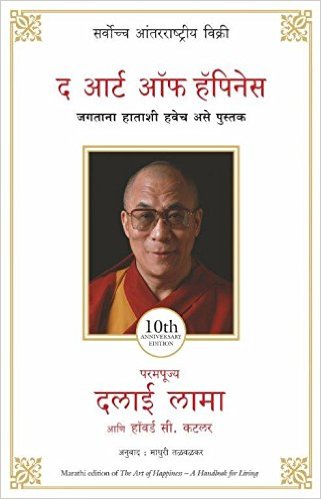 सर्वोच्च आंतरराष्ट्रीय विक्री
द आर्ट ऑफ हॅपिनेस
जगताना हाताशी हवेच असे पुस्तक
10th
ANNIVERSARY
EDITION
परमपूज्य
दलाई लामा
आणि हॉवर्ड सी. कटलर
अनुवाद : माधुरी तळवळकर
Marathi edition of The Art of Happiness – A Handbook for Living